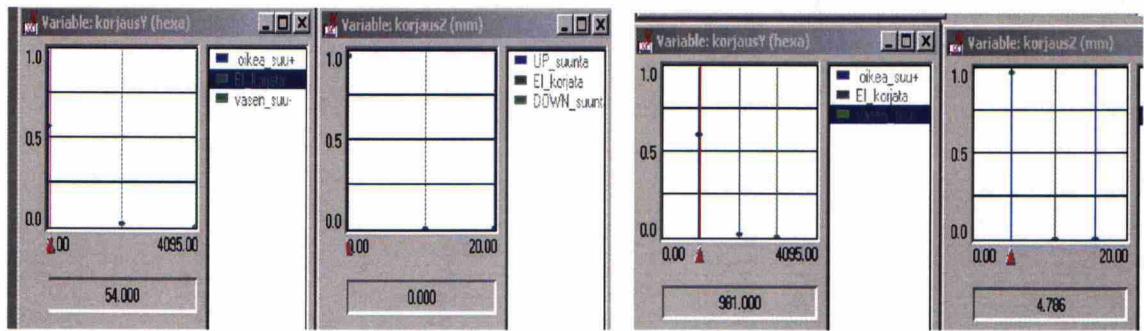 Variable: korjausY (hexa)
1.0
0.5
0.0
4095.00
54.000
oikea_suu+
EI_korjata
vasen_suu-
Variable: korjausZ (mm)
1.0
0.5
0.0
0.00
20.00
0.000
UP_suunta
EI_korjata
DOWN_suunt
Variable: korjausY (hexa)
1.0
0.5
0.0
0.00
4095.00
981.000
oikea_suu+
EI_korjata
Variable: korjausZ (mm)
1.0
0.5
0.0
0.00
20.00
4.786